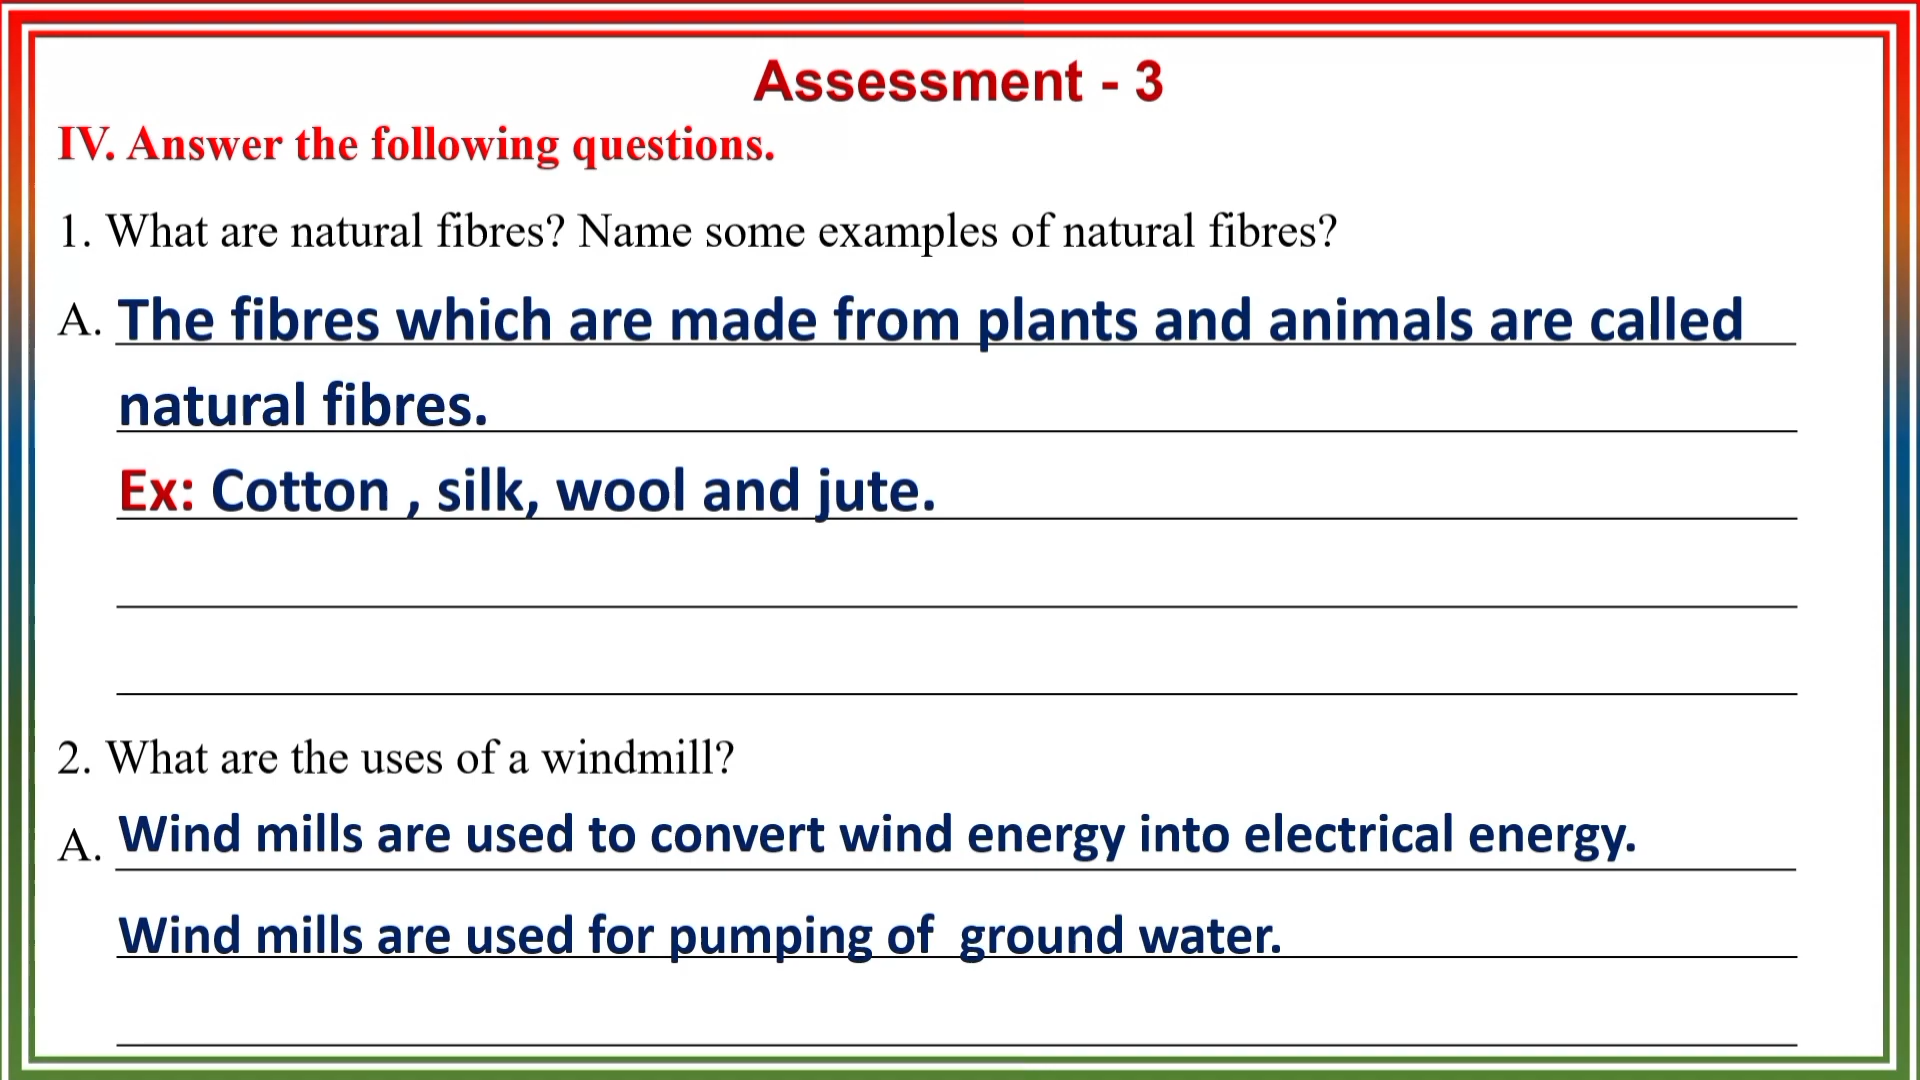 Assessment - 3
IV. Answer the following questions.
1. What are natural fibres? Name some examples of natural fibres?
A. The fibres which are made from plants and animals are called
natural fibres.
Ex: Cotton , silk, wool and jute.
2. What are the uses of a windmill?
A. Wind mills are used to convert wind energy into electrical energy.
Wind mills are used for pumping of  ground water.